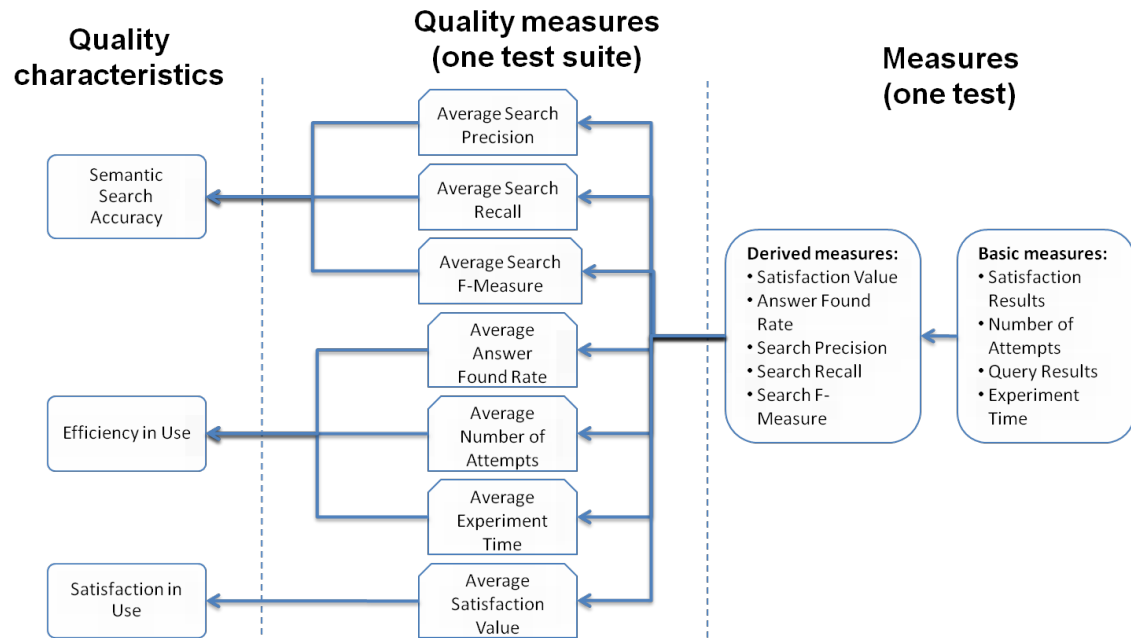 Quality
characteristics
Quality measures
(one test suite)
Measures
(one test)
Semantic
Search
Accuracy
Efficiency in Use
Satisfaction in
Use
Average Search
Precision
Average Search
Recall
Average Search
F-Measure
Average
Answer
Found Rate
Average
Number of
Attempts
Average
Experiment
Time
Average
Satisfaction
Value
Derived measures:
• Satisfaction Value
• Answer Found
Rate
• Search Precision
• Search Recall
• Search F-
Measure
Basic measures:
• Satisfaction
Results
• Number of
Attempts
• Query Results
• Experiment
Time